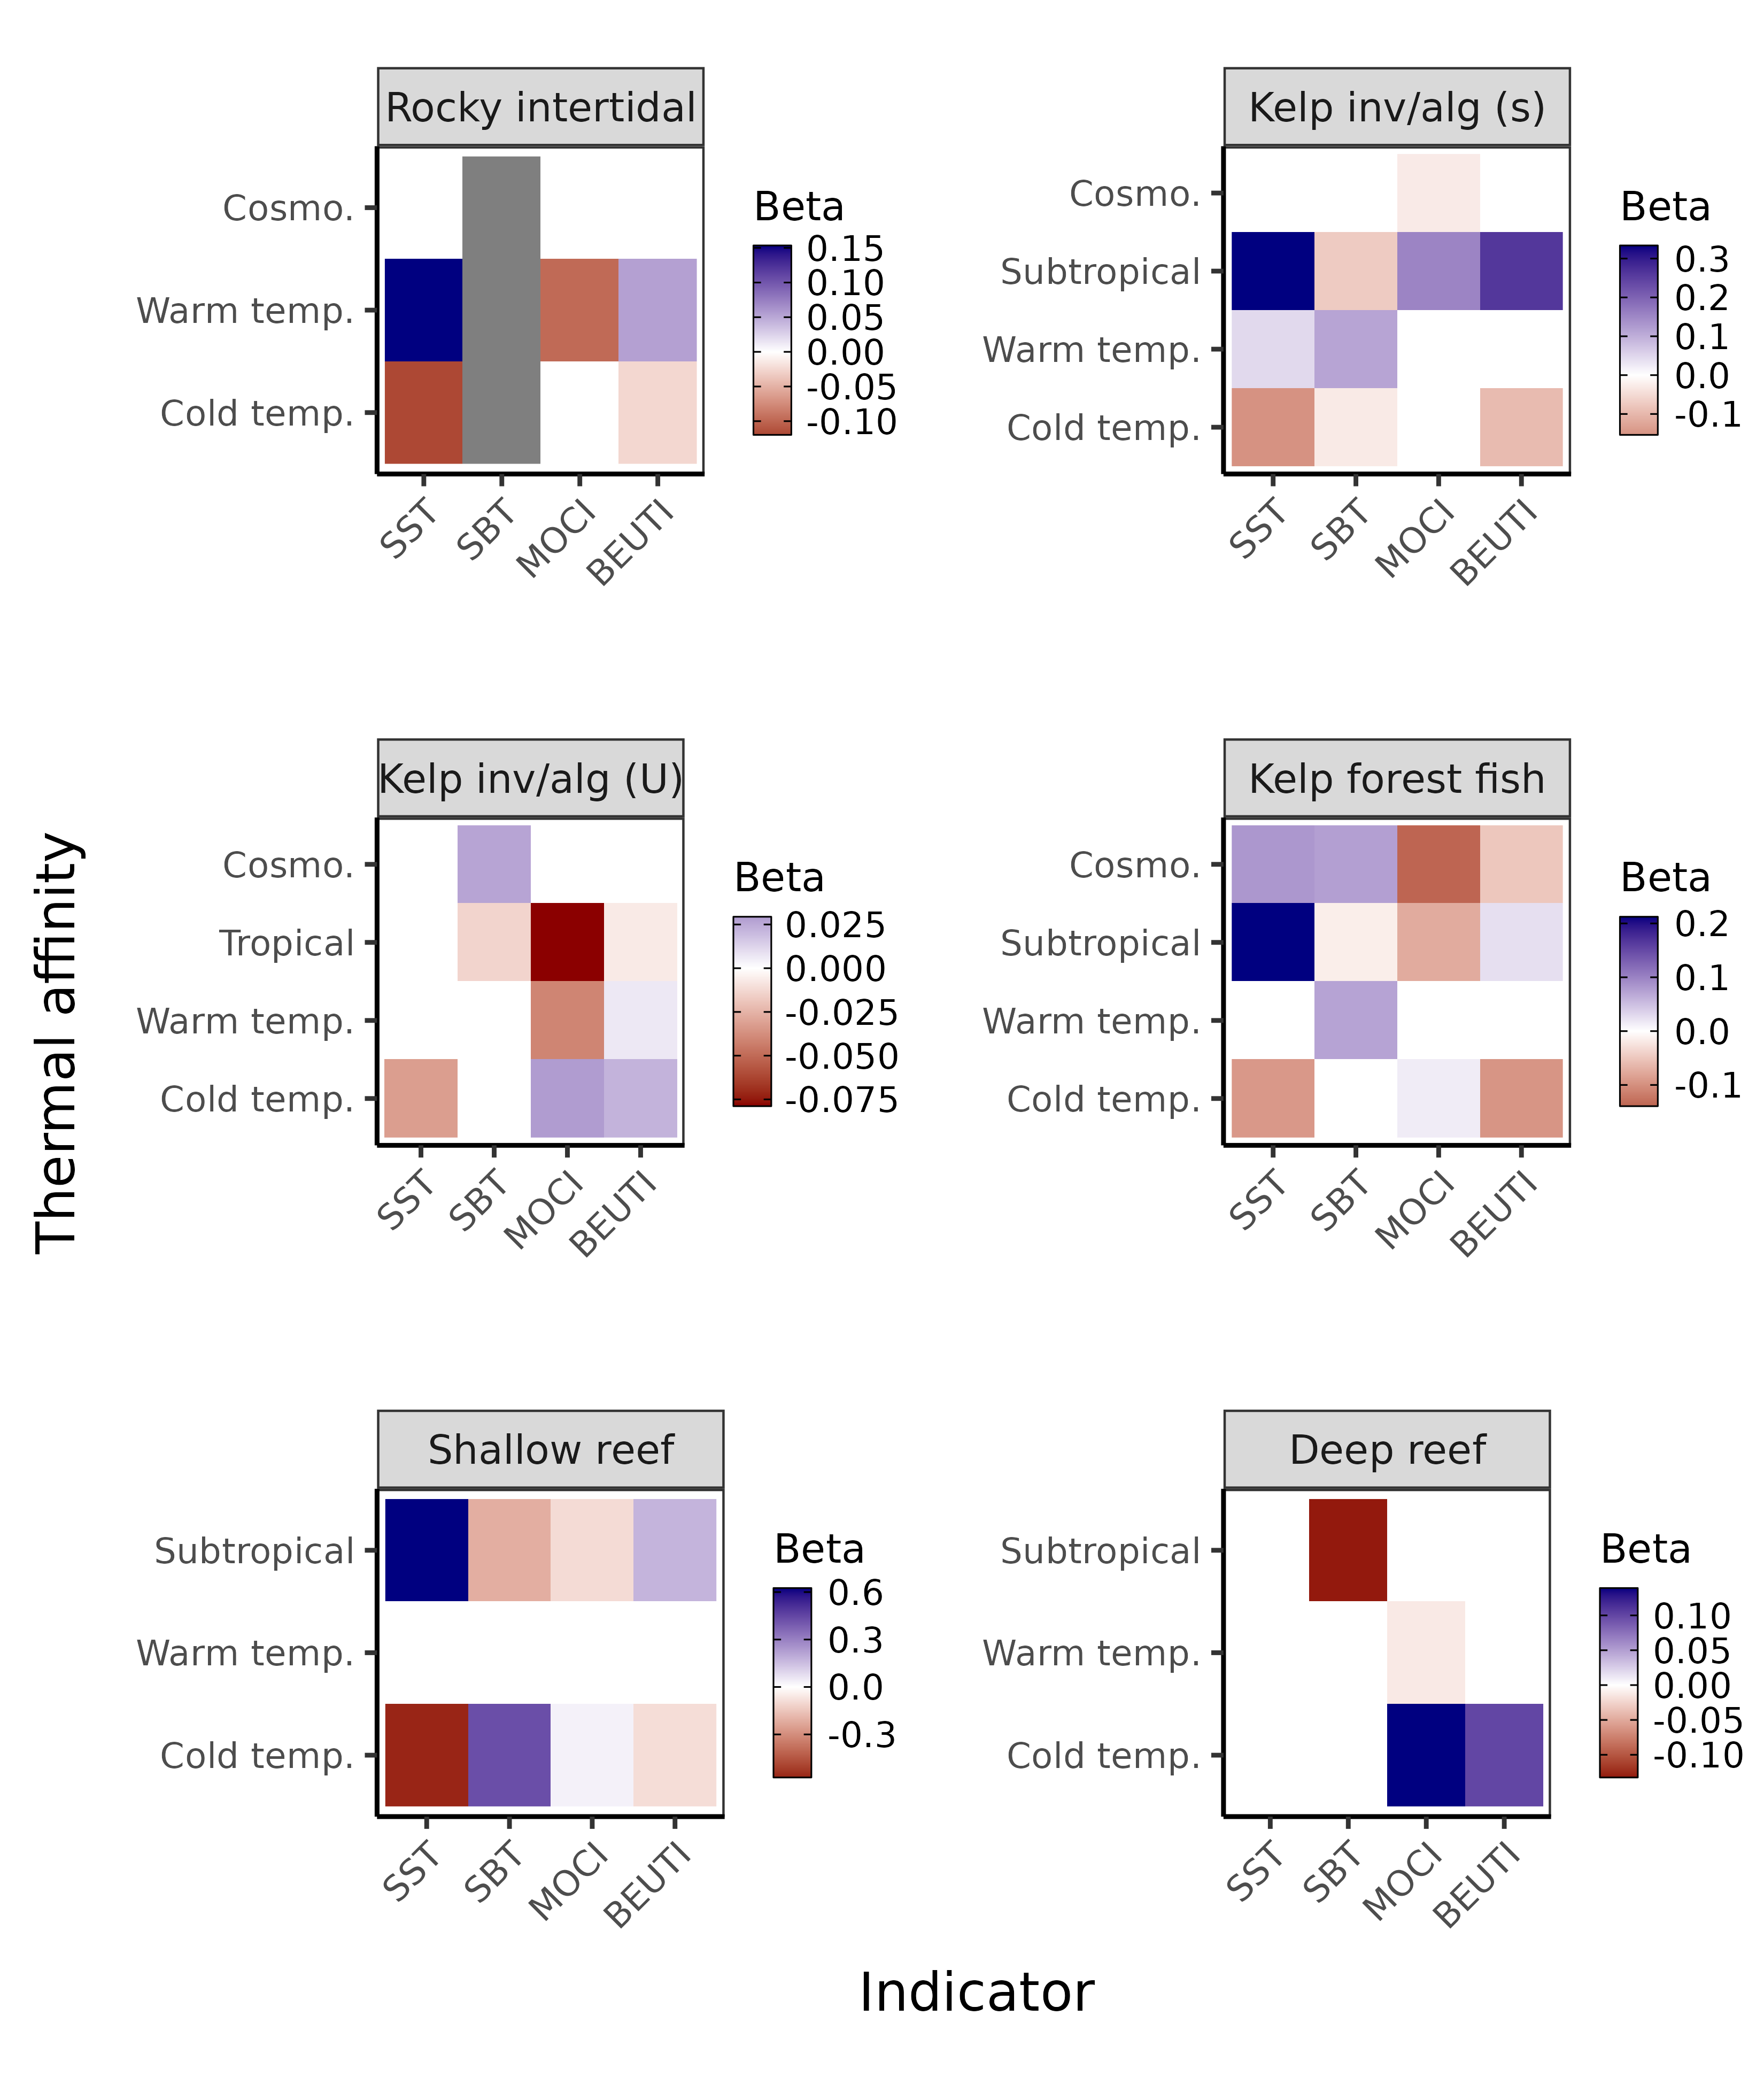 Rocky intertidal
Cosmo.
Warm temp.
Cold temp.
SST
SBT
MOCI
BEUTI
Beta
0.15
0.10
0.05
0.00
-0.05
-0.10
Kelp inv/alg (s)
Cosmo.
Subtropical
Warm temp.
Cold temp.
SST
SBT
MOCI
BEUTI
Beta
0.3
0.2
0.1
0.0
-0.1
Thermal affinity
Kelp inv/alg (U)
Cosmo.
Tropical
Warm temp.
Cold temp.
SST
SBT
MOCI
BEUTI
Beta
0.025
0.000
-0.025
-0.050
-0.075
Kelp forest fish
Cosmo.
Subtropical
Warm temp.
Cold temp.
SST
SBT
MOCI
BEUTI
Beta
0.2
0.1
0.0
-0.1
Shallow reef
Subtropical
Warm temp.
Cold temp.
SST
SBT
MOCI
BEUTI
Beta
0.6
0.3
0.0
-0.3
Deep reef
Subtropical
Warm temp.
Cold temp.
SST
SBT
MOCI
BEUTI
Beta
0.10
0.05
0.00
-0.05
-0.10
Indicator